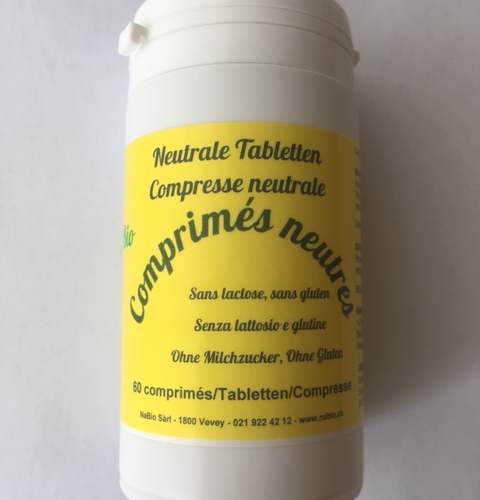 Neutrale Tabletten
Compresse neutrale
Comprimés neutres
Bio
Sans lactose, sans gluten
Senza lattosio e glutine
Ohne Milchzucker, Ohne Gluten
60 comprimés/Tabletten/Compresse
NaBio Sàrl - 1800 Vevey - 021 922 42 12 - www.nabio.ch